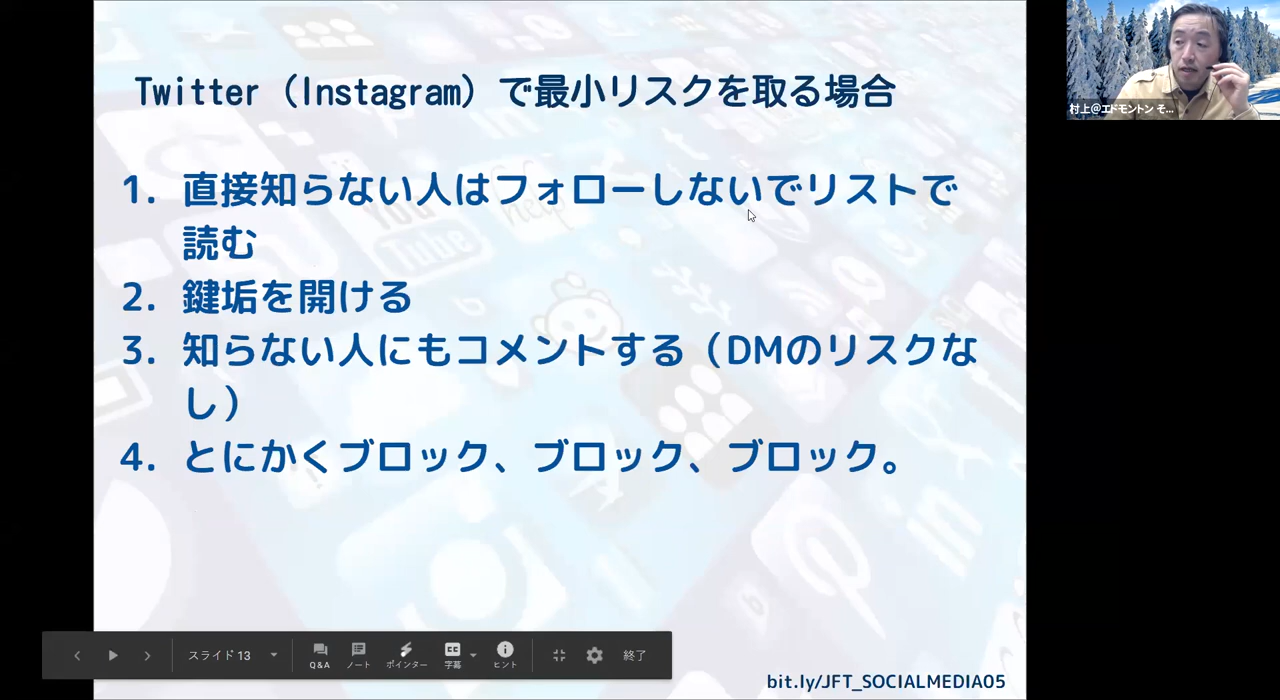 Twitter（Instagram）で最小リスクを取る場合
1. 直接知らない人はフォローしないでリストで
読む
2. 鍵垢を開ける
3. 知らない人にもコメントする（DMのリスクな
し）
4. とにかくブロック、ブロック、ブロック。
村上＠エドモントン そ...
You
Tube
help
in
スライド 13
Q&A
ノート
ポインター
字幕
ヒント
終了
bit.ly/JFT_SOCIALMEDIA05